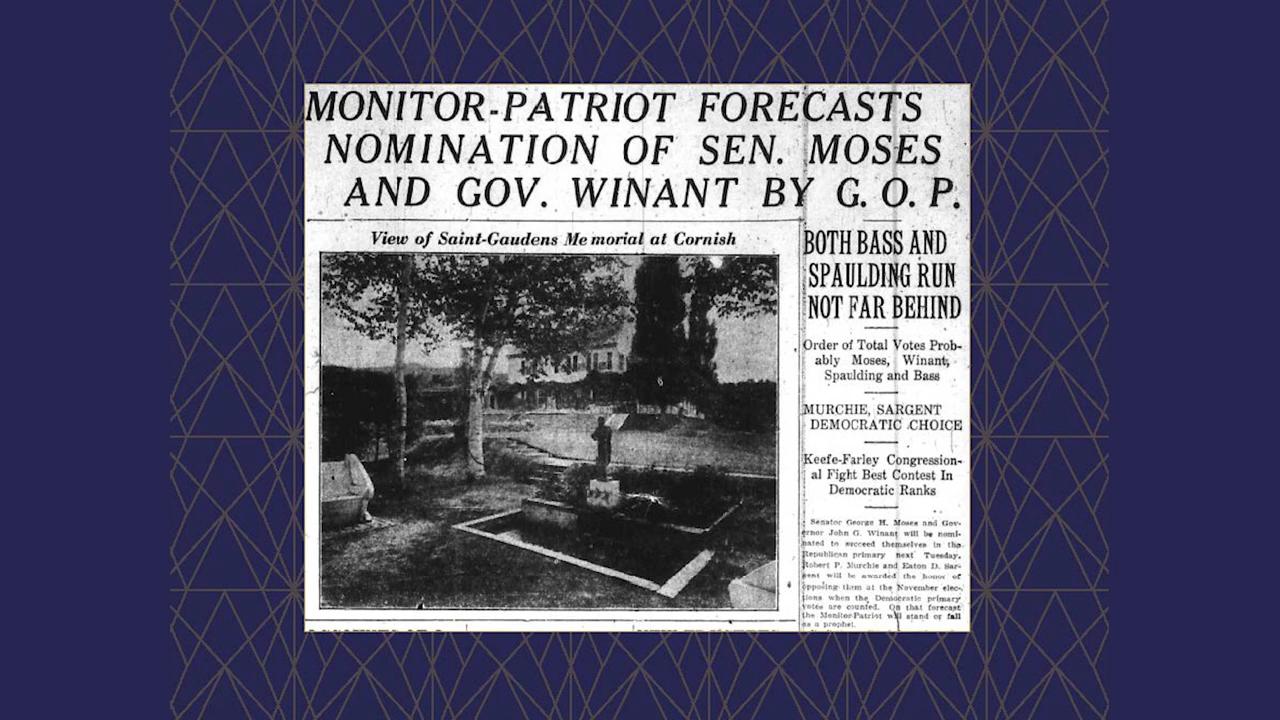 MONITOR-PATRIOT FORECASTS
NOMINATION OF SEN. MOSES
AND GOV. WINANT BY G. O. P.
View of Saint-Gaudens Memorial at Cornish
BOTH BASS AND
SPAULDING RUN
NOT FAR BEHIND
Order of Total Votes Prob-
ably Moses, Winant,
Spaulding and Bass
MURCHIE, SARGENT
DEMOCRATIC CHOICE
Keefe-Farley Congression-
al Fight Best Contest In
Democratic Ranks
Senator George H. Moses and Gov-
ernor John G. Winant will be nomi-
nated to succeed themselves in the
Republican primary next Tuesday.
Robert P. Murchie and Eaton D. Sar-
gent will be awarded the honor of
opposing them at the November elec-
tions when the Democratic primary
votes are counted. On that forecast
the Monitor-Patriot will stand or fall
as a prophet.